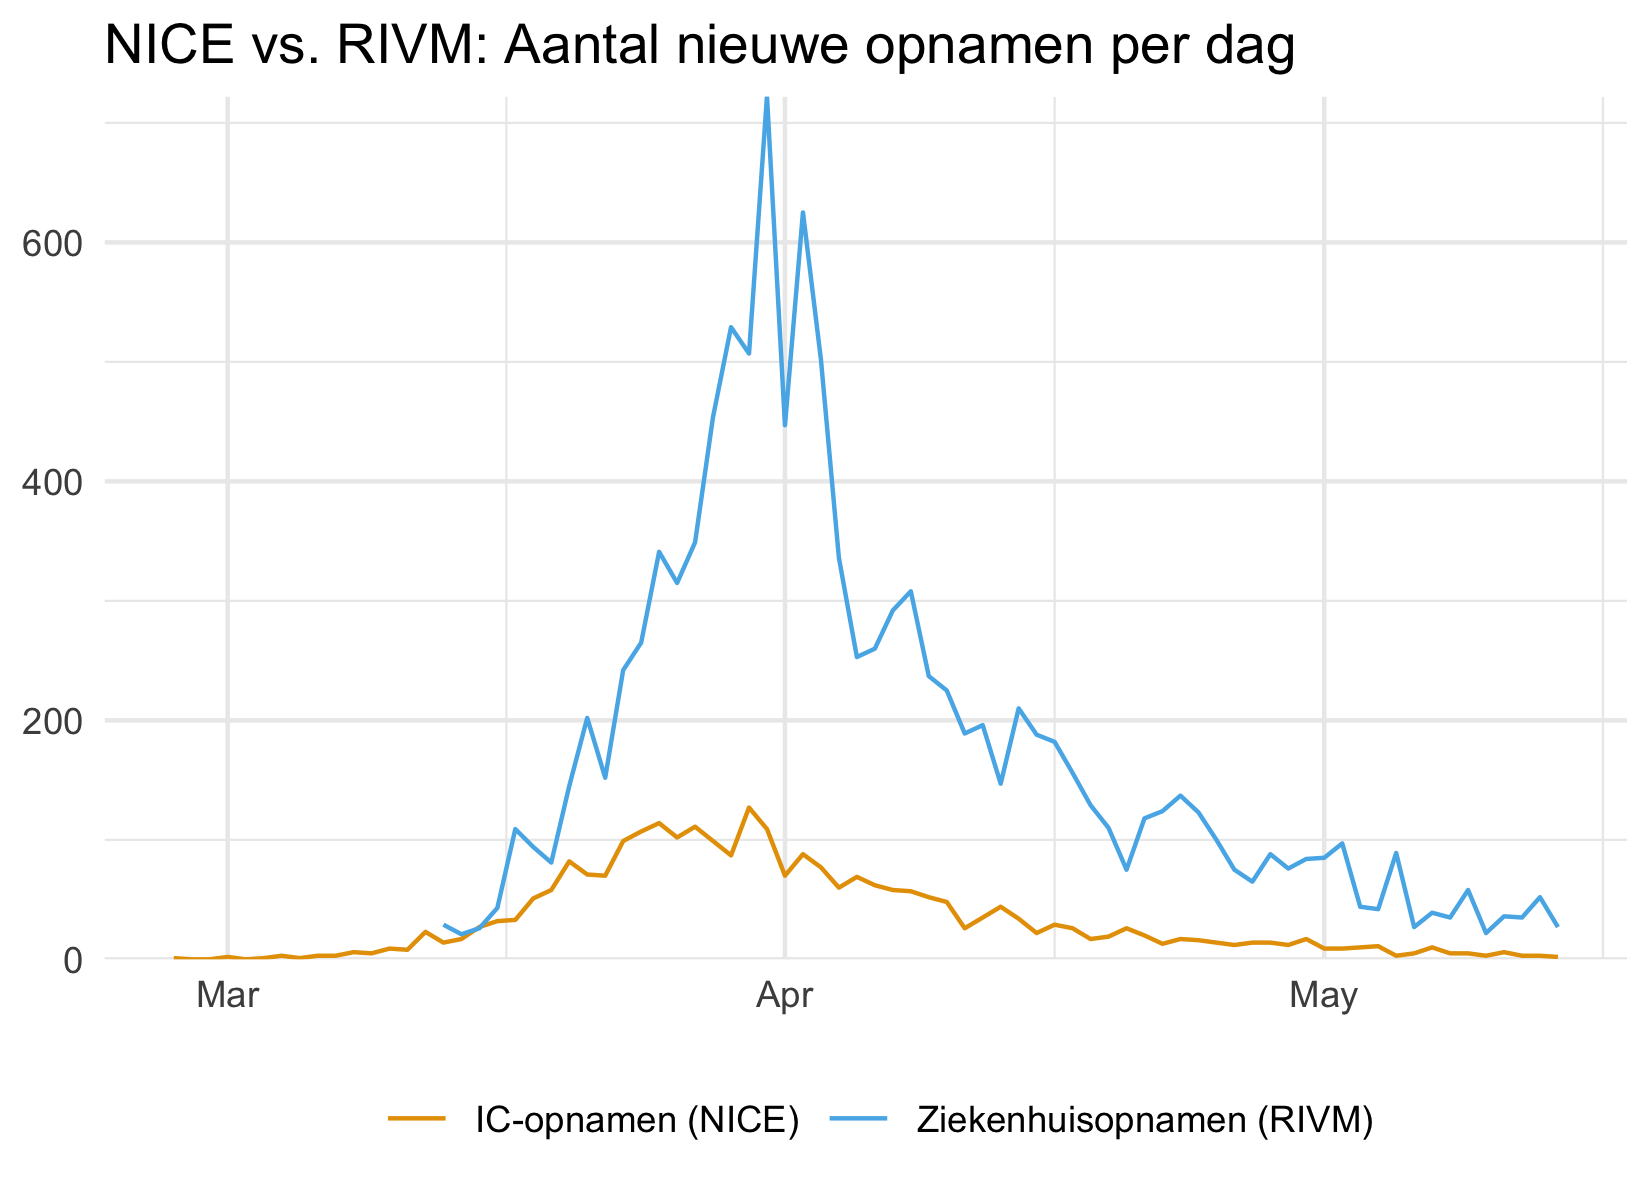 NICE vs. RIVM: Aantal nieuwe opnamen per dag
600
400
200
0
Mar Apr May
IC-opnamen (NICE) Ziekenhuisopnamen (RIVM)